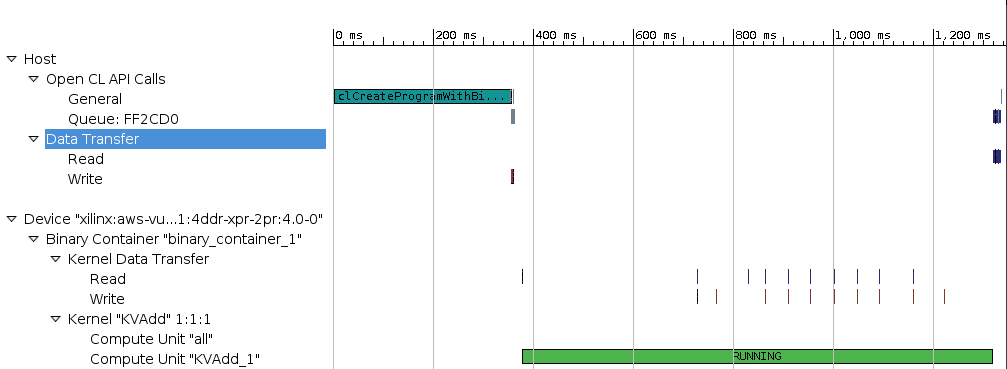 0 ms 200 ms 400 ms 600 ms 800 ms 1,000 ms 1,200 ms
Host
Open CL API Calls
General clCreateProgramWithBi...
Queue: FF2CD0
Data Transfer
Read
Write
Device "xilinx:aws-vu...1:4ddr-xpr-2pr:4.0-0"
Binary Container "binary_container_1"
Kernel Data Transfer
Read
Write
Kernel "KVAdd" 1:1:1
Compute Unit "all"
Compute Unit "KVAdd_1" RUNNING